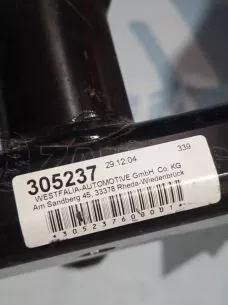 29.12.04 339
305237
WESTFALIA-AUTOMOTIVE GmbH. Co. KG
Am Sandberg 45, 33378 Rheda-Wiedenbrück